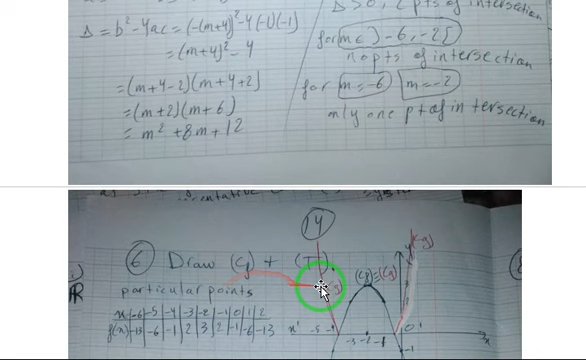 Δ = b² - 4ac = (-(m+4))² - 4(-1)(-1)
= (m+4)² - 4
= (m+4-2)(m+4+2)
= (m+2)(m+6)
= m² + 8m + 12
Δ>0, 2 pts of intersection
for m∈]-6,-2[
no pts of intersection
for m=-6 | m=-2
only one pt of intersection
14
6 Draw (Cf) + (T).
particular points
x -6 -5 -4 -3 -2 -1 0 1 2
f(x) -13 -6 -1 2 3 2 -1 -6 -13
(Cf)=(Cg)
x' -5 -3 -2 -1 0 x
-1